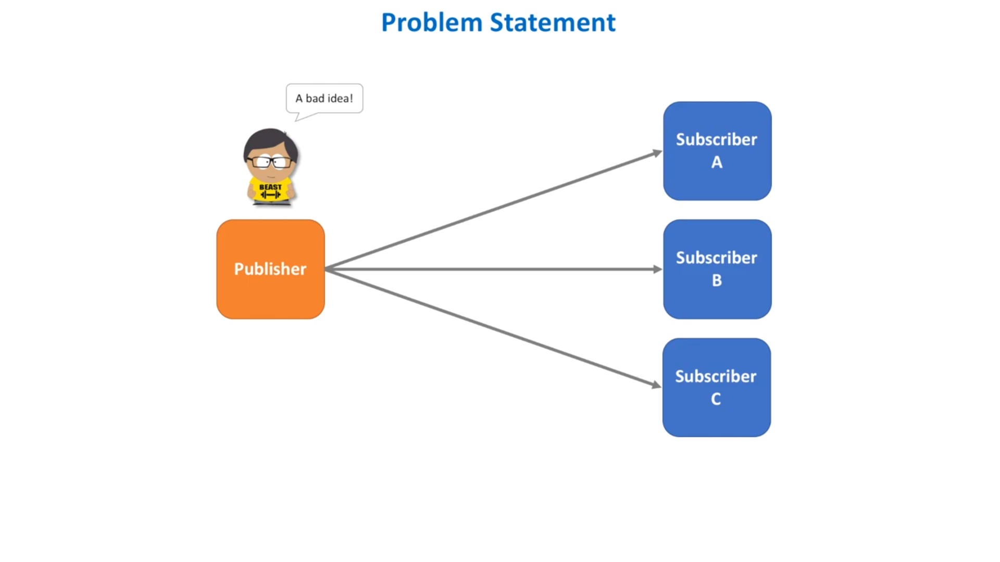 Problem Statement
A bad idea!
BEAST
Publisher
Subscriber
A
Subscriber
B
Subscriber
C